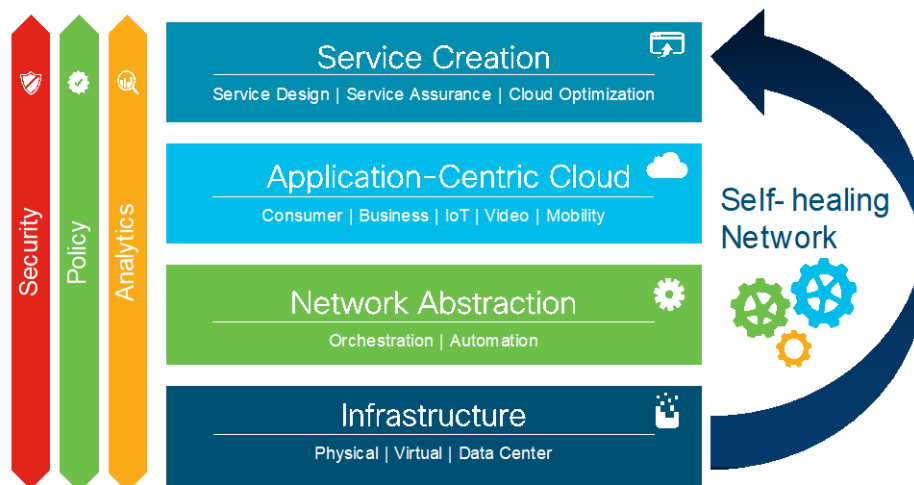 Security
Policy
Analytics
Service Creation
Service Design | Service Assurance | Cloud Optimization
Application-Centric Cloud
Consumer | Business | IoT | Video | Mobility
Network Abstraction
Orchestration | Automation
Infrastructure
Physical | Virtual | Data Center
Self- healing
Network